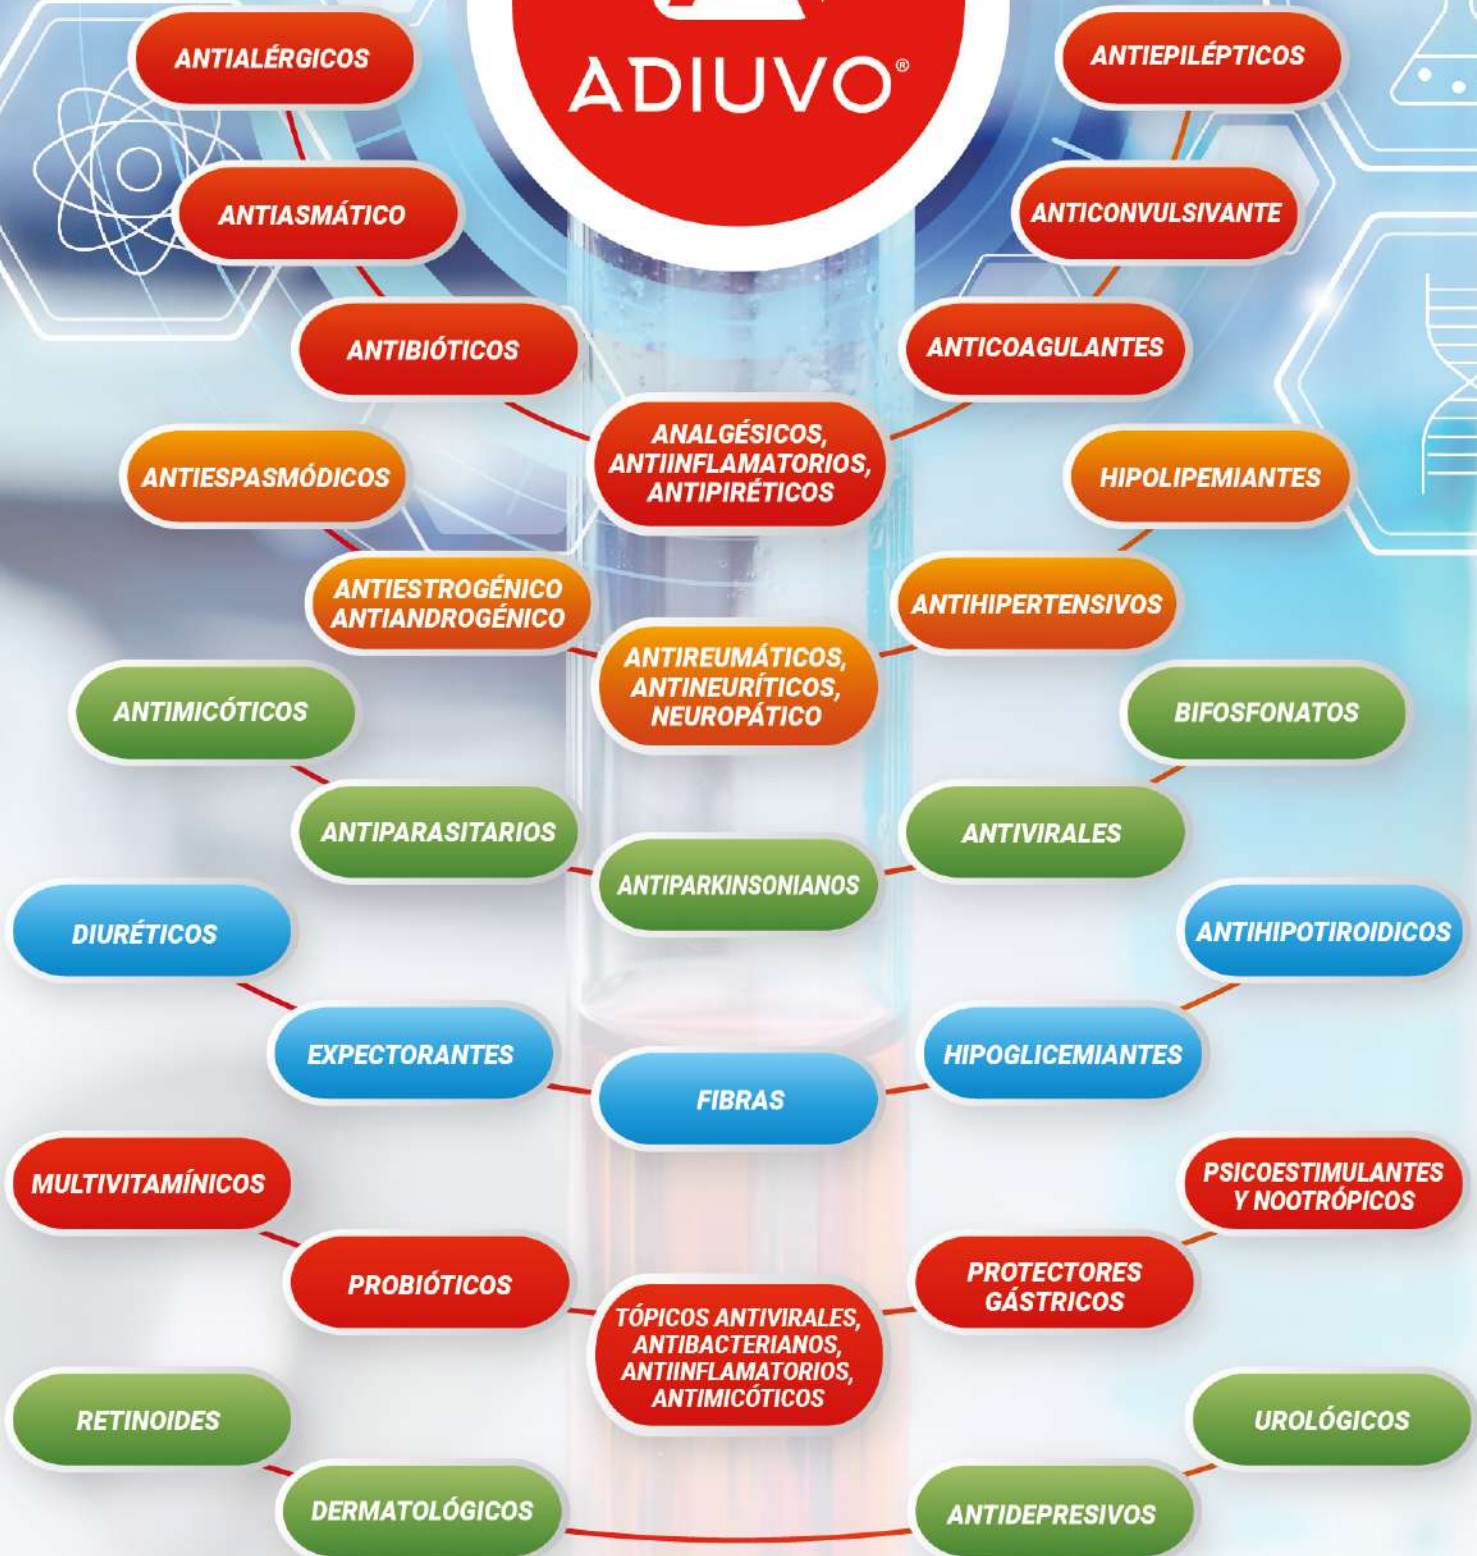 ADIUVO®
ANTIALÉRGICOS
ANTIEPILÉPTICOS
ANTIASMÁTICO
ANTICONVULSIVANTE
ANTIBIÓTICOS
ANTICOAGULANTES
ANALGÉSICOS,
ANTIINFLAMATORIOS,
ANTIPIRÉTICOS
ANTIESPASMÓDICOS
HIPOLIPEMIANTES
ANTIESTROGÉNICO
ANTIANDROGÉNICO
ANTIHIPERTENSIVOS
ANTIREUMÁTICOS,
ANTINEURÍTICOS,
NEUROPÁTICO
ANTIMICÓTICOS
BIFOSFONATOS
ANTIPARASITARIOS
ANTIVIRALES
ANTIPARKINSONIANOS
DIURÉTICOS
ANTIHIPOTIROIDICOS
EXPECTORANTES
HIPOGLICEMIANTES
FIBRAS
MULTIVITAMÍNICOS
PSICOESTIMULANTES
Y NOOTRÓPICOS
PROBIÓTICOS
PROTECTORES
GÁSTRICOS
TÓPICOS ANTIVIRALES,
ANTIBACTERIANOS,
ANTIINFLAMATORIOS,
ANTIMICÓTICOS
RETINOIDES
UROLÓGICOS
DERMATOLÓGICOS
ANTIDEPRESIVOS